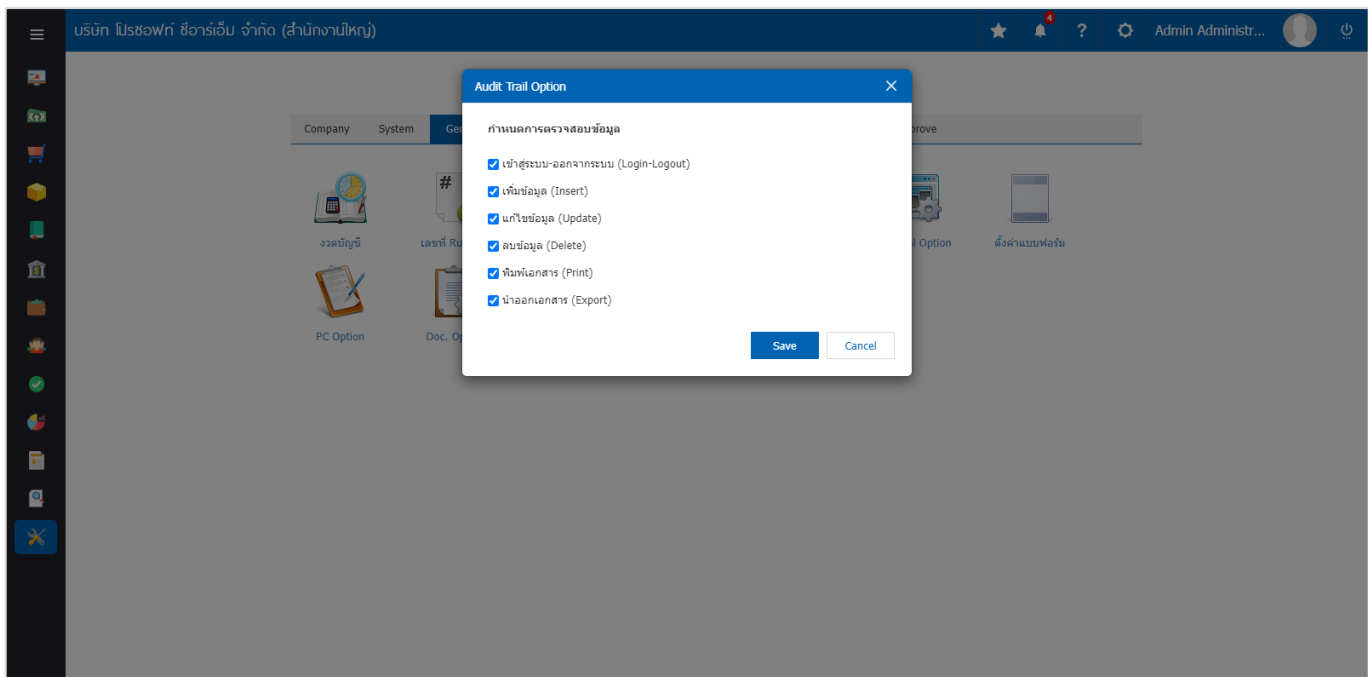 บริษัท โปรซอฟท์ ซีอาร์เอ็ม จำกัด (สำนักงานใหญ่)
4
?
Admin Administr...
Audit Trail Option
Company
System
กำหนดการตรวจสอบข้อมูล
เข้าสู่ระบบ-ออกจากระบบ (Login-Logout)
เพิ่มข้อมูล (Insert)
#
แก้ไขข้อมูล (Update)
งวดบัญชี
เลขที่
ลบข้อมูล (Delete)
Option
ตั้งค่าแบบฟอร์ม
พิมพ์เอกสาร (Print)
นำออกเอกสาร (Export)
PC Option
Doc.
Save
Cancel